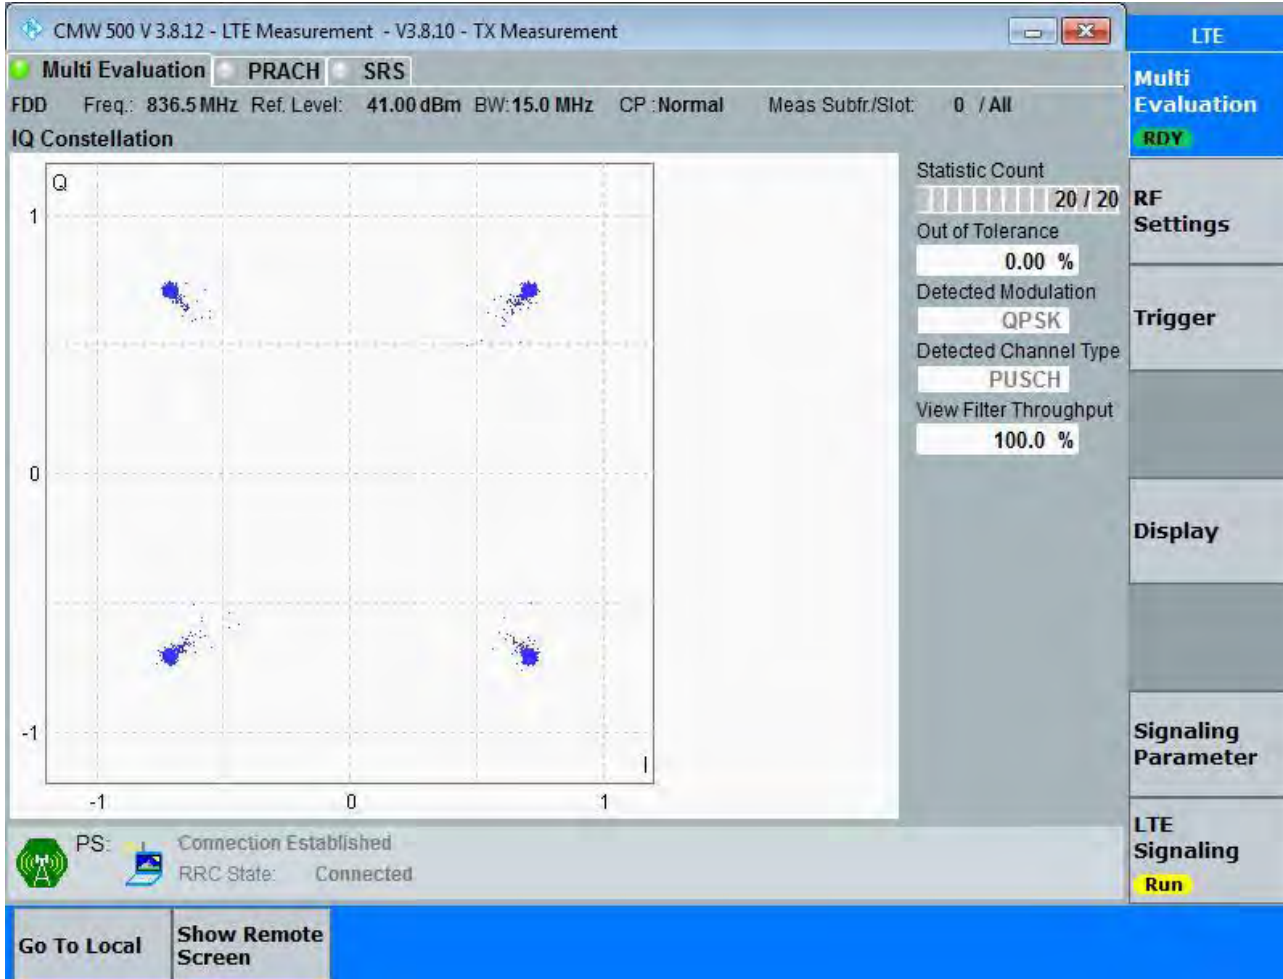 CMW 500 V 3.8.12 - LTE Measurement - V3.8.10 - TX Measurement
LTE
Multi Evaluation PRACH SRS
FDD Freq.: 836.5 MHz Ref. Level: 41.00 dBm BW: 15.0 MHz CP : Normal Meas Subfr./Slot: 0 / All
IQ Constellation
Q
1
0
-1
I
-1 0 1
Statistic Count
20 / 20
Out of Tolerance
0.00 %
Detected Modulation
QPSK
Detected Channel Type
PUSCH
View Filter Throughput
100.0 %
Multi
Evaluation
RDY
RF
Settings
Trigger
Display
Signaling
Parameter
LTE
Signaling
Run
PS: Connection Established
RRC State: Connected
Go To Local
Show Remote
Screen